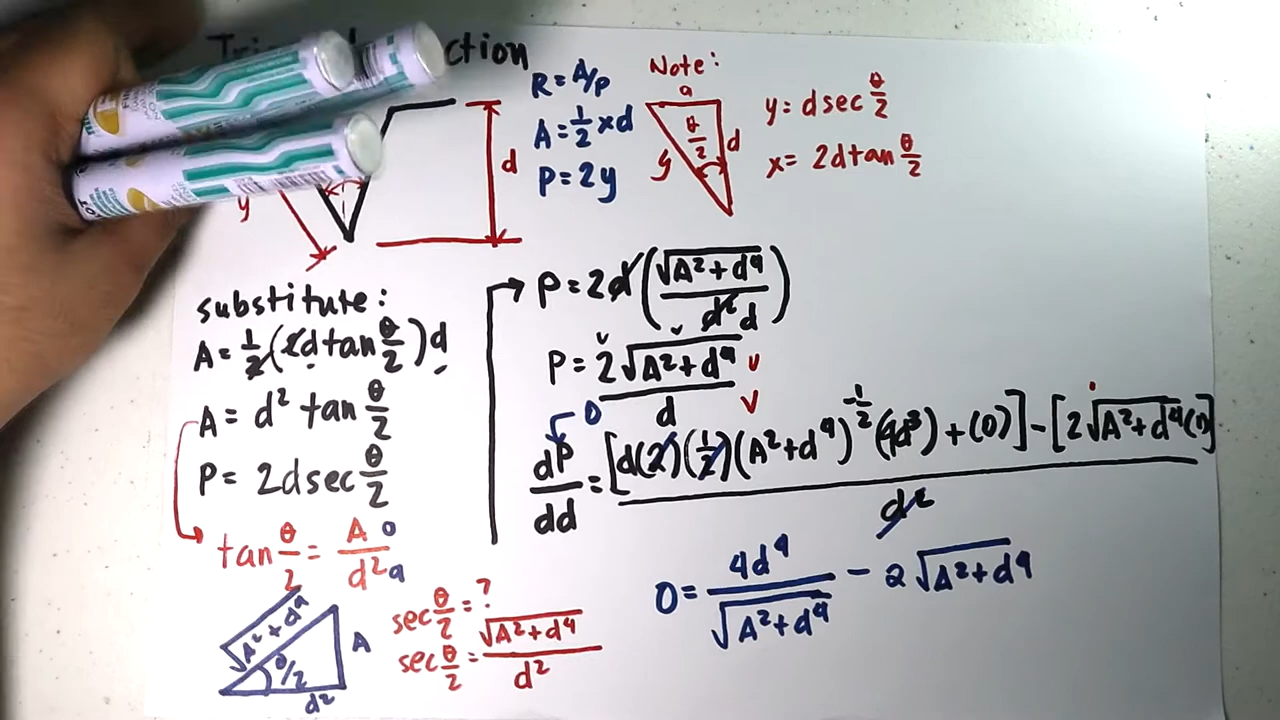 ction
R = A/p
A = 1/2 xd
P = 2y
Note:
a
θ/2
d
y
y = d sec θ/2
x = 2d tan θ/2
d
y
substitute:
A = 1/2 (2d tan θ/2) d
A = d² tan θ/2
P = 2d sec θ/2
tan θ/2 = A/d² o a
√A² + d⁴
θ/2
A
d²
sec θ/2 = ?
sec θ/2 = √A² + d⁴ / d²
P = 2d (√A² + d⁴ / d² d)
P = 2√A² + d⁴ / d
v
v
0
dP/dd = [d(2)(1/2)(A² + d⁴)^-1/2 (4d³) + (0)] - [2√A² + d⁴ (1)] / d²
0 = 4d⁴ / √A² + d⁴ - 2√A² + d⁴